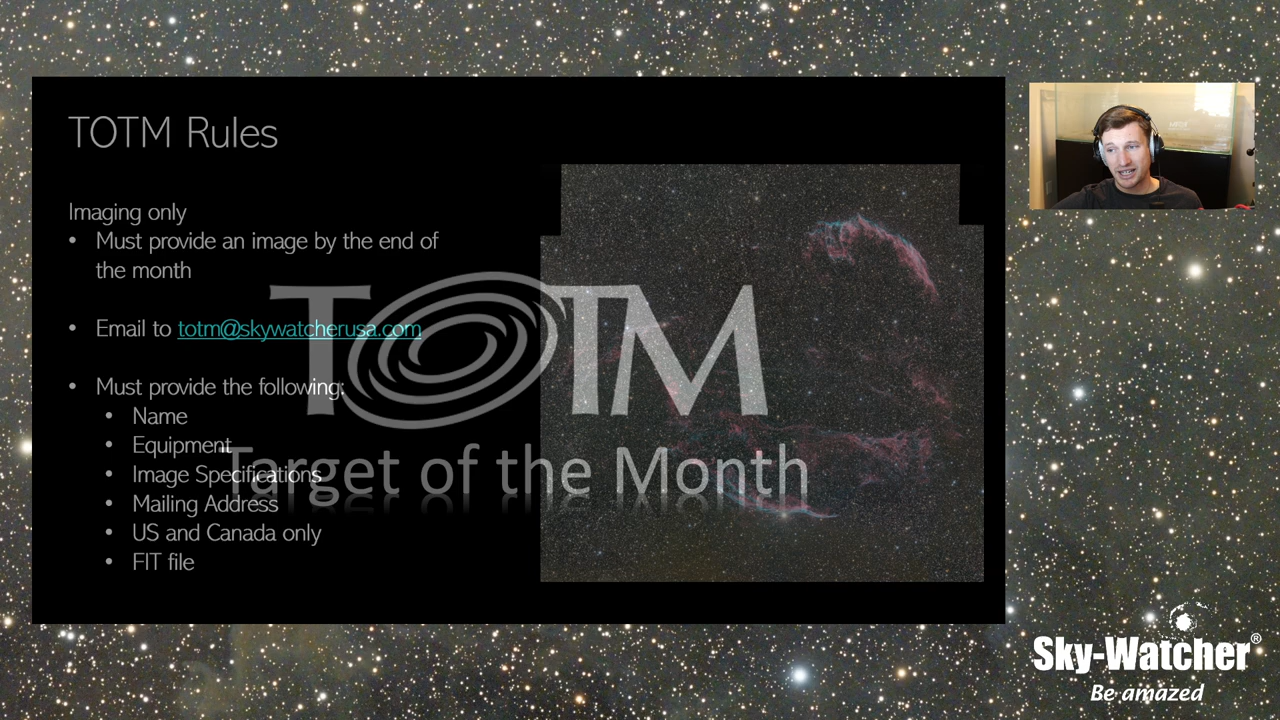 TOTM Rules
Imaging only
• Must provide an image by the end of
the month
• Email to totm@skywatcherusa.com
• Must provide the following:
• Name
• Equipment
• Image Specifications
• Mailing Address
• US and Canada only
• FIT file
TOTM
Target of the Month
Sky-Watcher®
Be amazed